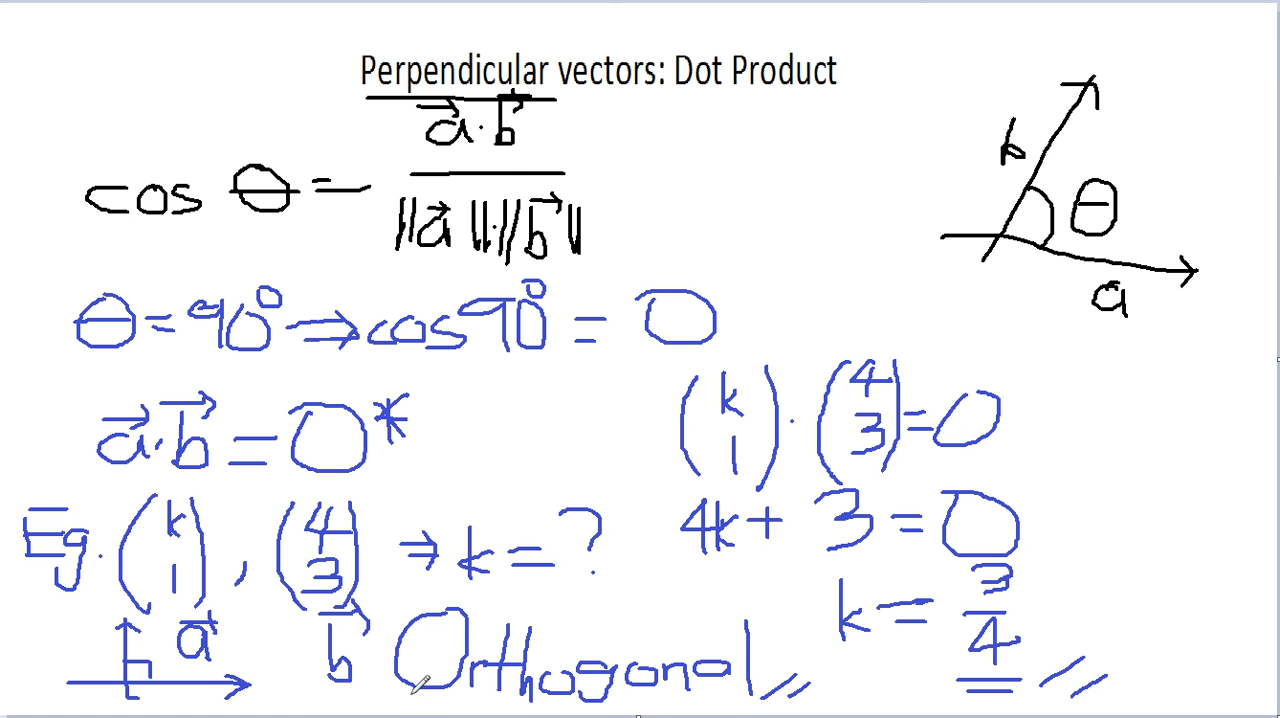 Perpendicular vectors: Dot Product
cos θ = a⃗·b⃗ / ‖a⃗‖·‖b⃗‖
b
θ
a
θ = 90° ⇒ cos 90° = 0
a⃗·b⃗ = 0*
(k 1) · (4 3) = 0
Eg. (k 1), (4 3) ⇒ k = ?
a⃗ b⃗
4k + 3 = 0
k = 3/4 //
Orthogonal //